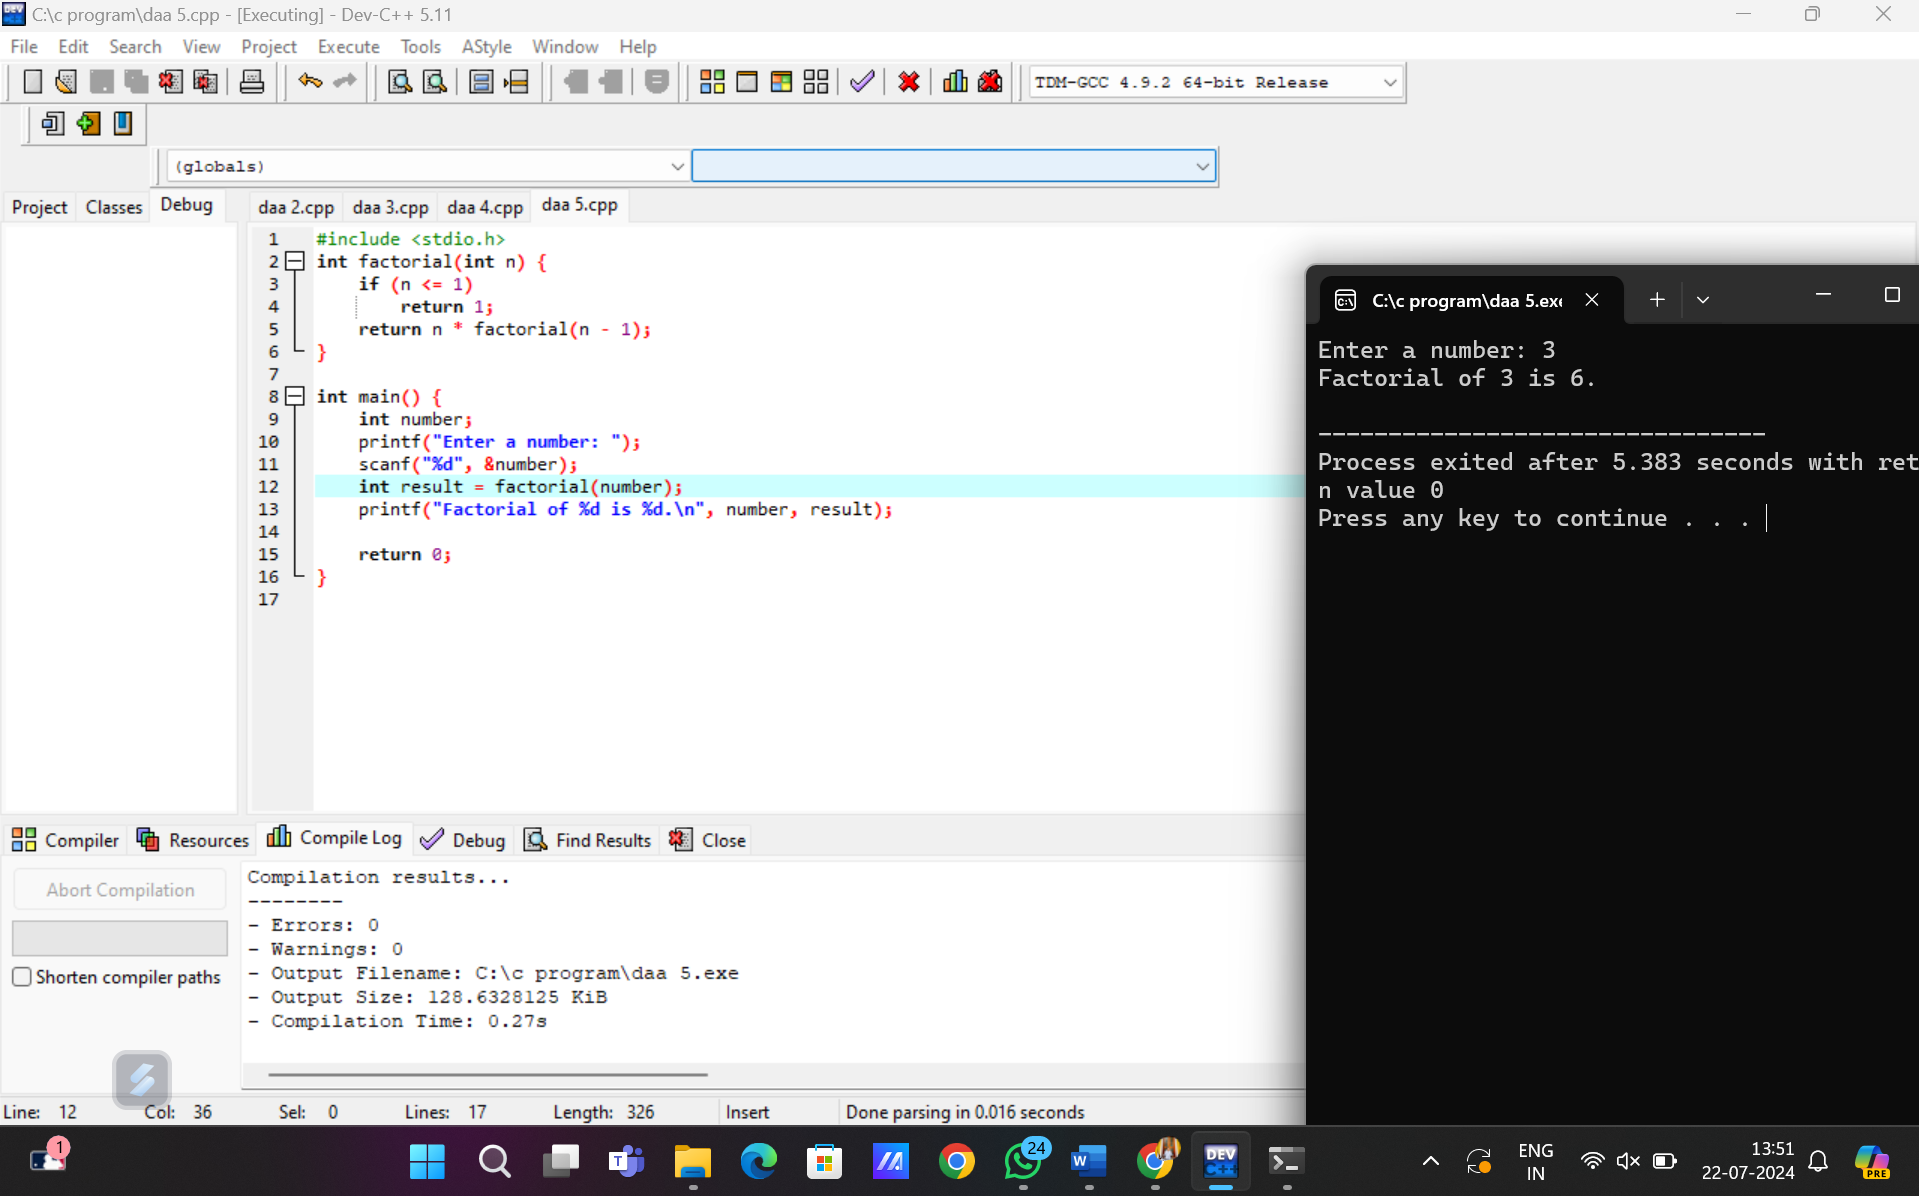 C:\c program\daa 5.cpp - [Executing] - Dev-C++ 5.11
File Edit Search View Project Execute Tools AStyle Window Help
TDM-GCC 4.9.2 64-bit Release
(globals)
Project Classes Debug
daa 2.cpp daa 3.cpp daa 4.cpp daa 5.cpp
1 #include <stdio.h>
2 int factorial(int n) {
3 if (n <= 1)
4 return 1;
5 return n * factorial(n - 1);
6 }
7
8 int main() {
9 int number;
10 printf("Enter a number: ");
11 scanf("%d", &number);
12 int result = factorial(number);
13 printf("Factorial of %d is %d.\n", number, result);
14
15 return 0;
16 }
17
C:\c program\daa 5.exe
Enter a number: 3
Factorial of 3 is 6.
--------------------------------
Process exited after 5.383 seconds with ret
n value 0
Press any key to continue . . .
Compiler Resources Compile Log Debug Find Results Close
Abort Compilation
Shorten compiler paths
Compilation results...
--------
- Errors: 0
- Warnings: 0
- Output Filename: C:\c program\daa 5.exe
- Output Size: 128.6328125 KiB
- Compilation Time: 0.27s
Line: 12 Col: 36 Sel: 0 Lines: 17 Length: 326 Insert Done parsing in 0.016 seconds
1
24
DEV
C++
ENG
IN
13:51
22-07-2024
PRE